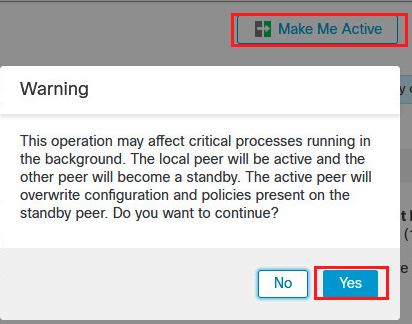 Make Me Active
Warning
This operation may affect critical processes running in
the background. The local peer will be active and the
other peer will become a standby. The active peer will
overwrite configuration and policies present on the
standby peer. Do you want to continue?
No
Yes